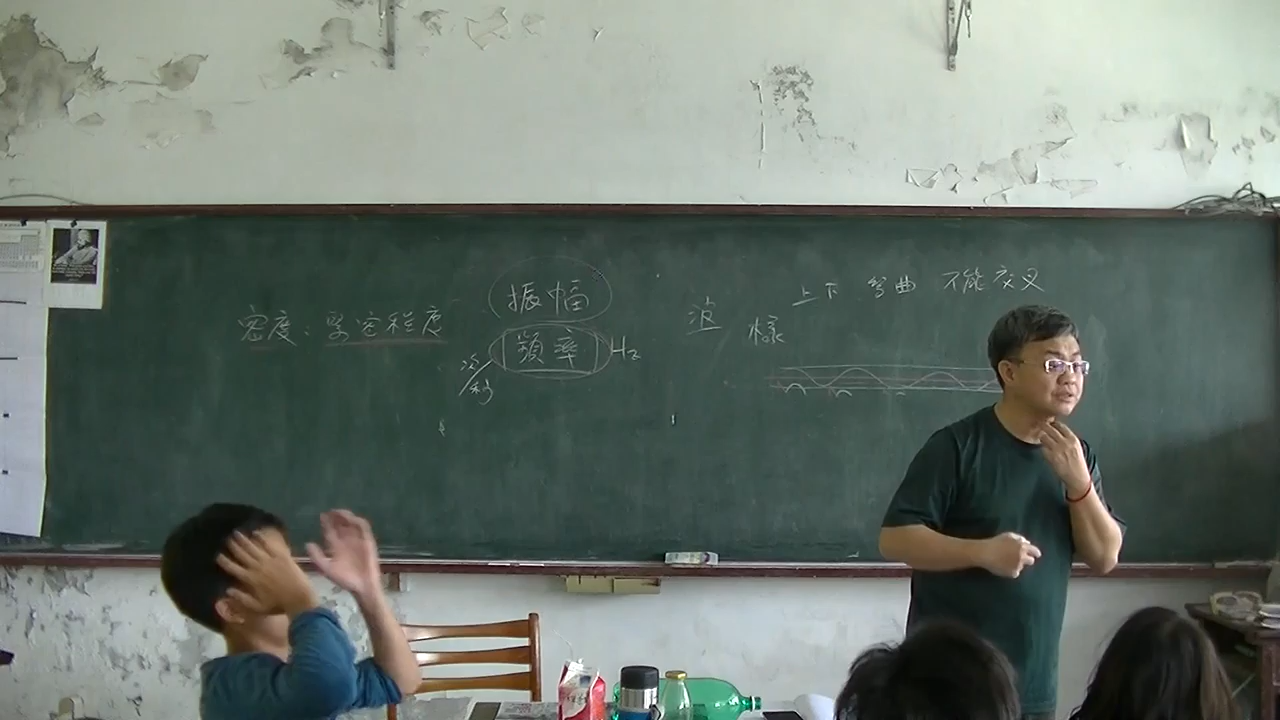 密度、緊密程度
振幅
頻率 Hz
次/秒
波
樣
上下 彎曲 不能交叉